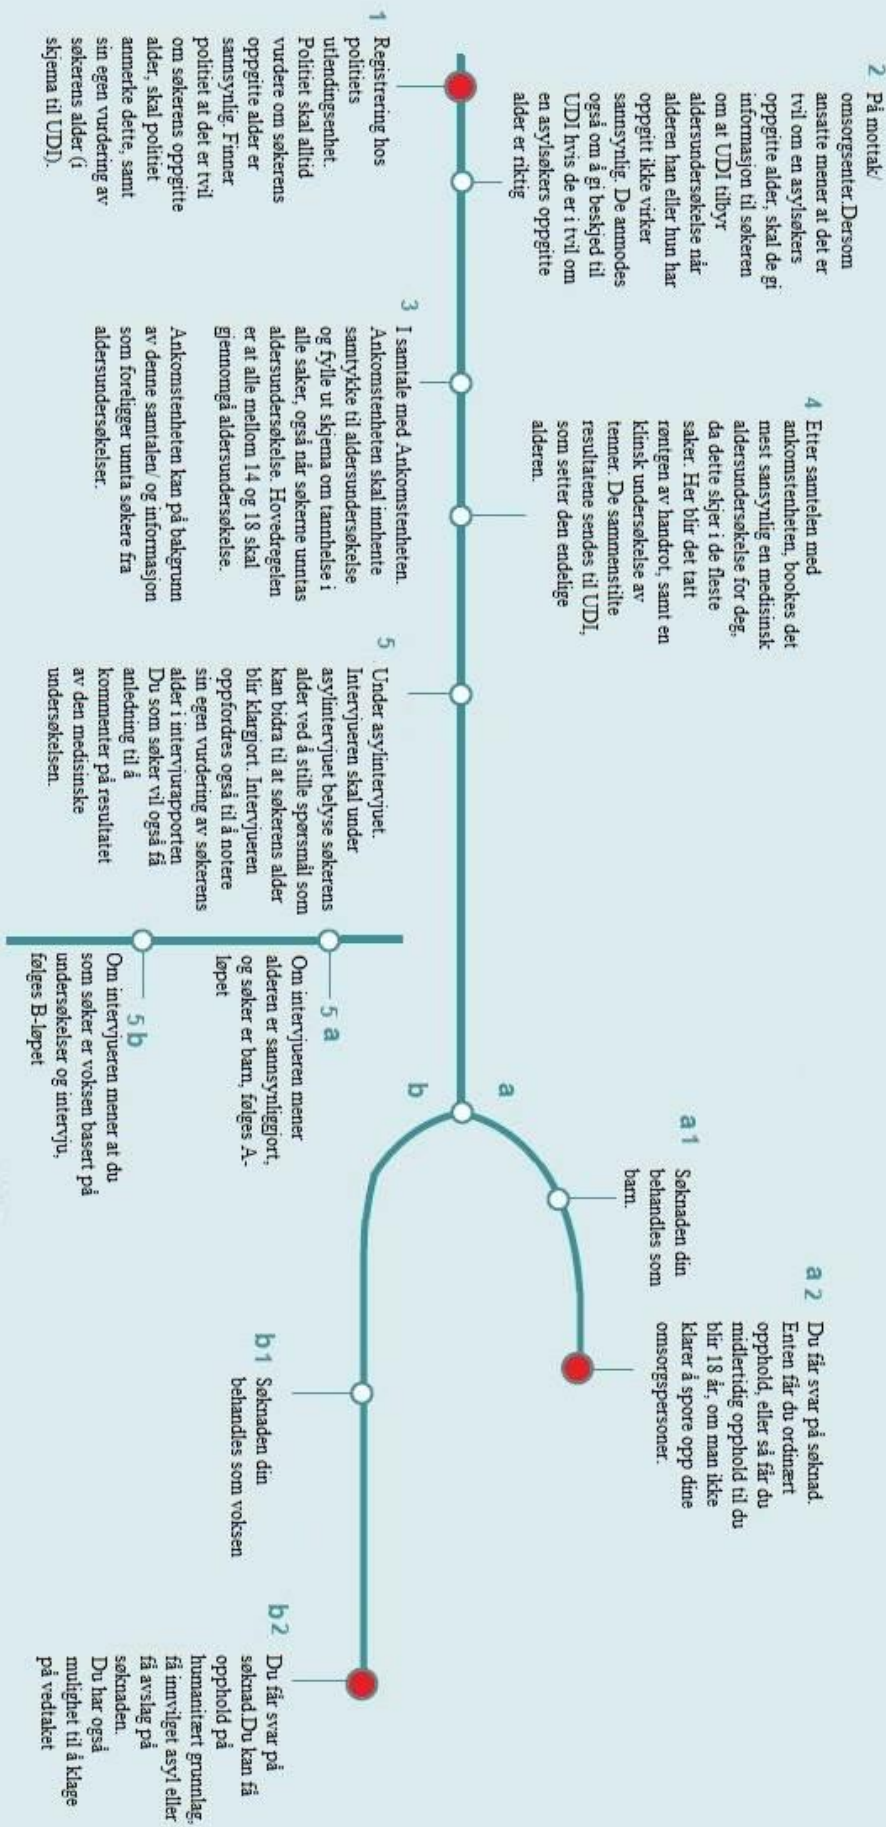 1 Registrering hos
politiets
utlendingsenhet.
Politiet skal alltid
vurdere om søkerens
oppgitte alder er
sannsynlig. Finner
politiet at det er tvil
om søkerens oppgitte
alder, skal politiet
anmerke dette, samt
sin egen vurdering av
søkerens alder (i
skjema til UDI).
2 På mottak/
omsorgsenter.Dersom
ansatte mener at det er
tvil om en asylsøkers
oppgitte alder, skal de gi
informasjon til søkeren
om at UDI tilbyr
aldersundersøkelse når
alderen han eller hun har
oppgitt ikke virker
sannsynlig. De anmodes
også om å gi beskjed til
UDI hvis de er i tvil om
en asylsøkers oppgitte
alder er riktig
3 I samtale med Ankomstenheten.
Ankomstenheten skal innhente
samtykke til aldersundersøkelse
og fylle ut skjema om tannhelse i
alle saker, også når søkerne unntas
aldersundersøkelse. Hovedregelen
er at alle mellom 14 og 18 skal
gjennomgå aldersundersøkelse.
Ankomstenheten kan på bakgrunn
av denne samtalen/ og informasjon
som foreligger unnta søkere fra
aldersundersøkelser.
4 Etter samtelen med
ankomstenheten, bookes det
mest sansynlig en medisinsk
aldersundersøkelse for deg,
da dette skjer i de fleste
saker. Her blir det tatt
røntgen av håndrot, samt en
klinsk undersøkelse av
tenner. De sammenstilte
resultatene sendes til UDI,
som setter den endelige
alderen.
5 Under asylintervjuet.
Intervjueren skal under
asylintervjuet belyse søkerens
alder ved å stille spørsmål som
kan bidra til at søkerens alder
blir klargjort. Intervjueren
oppfordres også til å notere
sin egen vurdering av søkerens
alder i intervjurapporten
Du som søker vil også få
anledning til å
kommenter på resultatet
av den medisinske
undersøkelsen.
5 a
Om intervjueren mener
alderen er sannsynliggjort,
og søker er barn, følges A-
løpet
5 b
Om intervjueren mener at du
som søker er voksen basert på
undersøkelser og intervju,
følges B-løpet
a
b
a 1
Søknaden din
behandles som
barn.
a 2 Du får svar på søknad.
Enten får du ordinært
opphold, eller så får du
midlertidig opphold til du
blir 18 år, om man ikke
klarer å spore opp dine
omsorgspersoner.
b 1 Søknaden din
behandles som voksen
b 2 Du får svar på
søknad.Du kan få
opphold på
humanitært grunnlag,
få innvilget asyl eller
få avslag på
søknaden.
Du har også
mulighet til å klage
på vedtaket